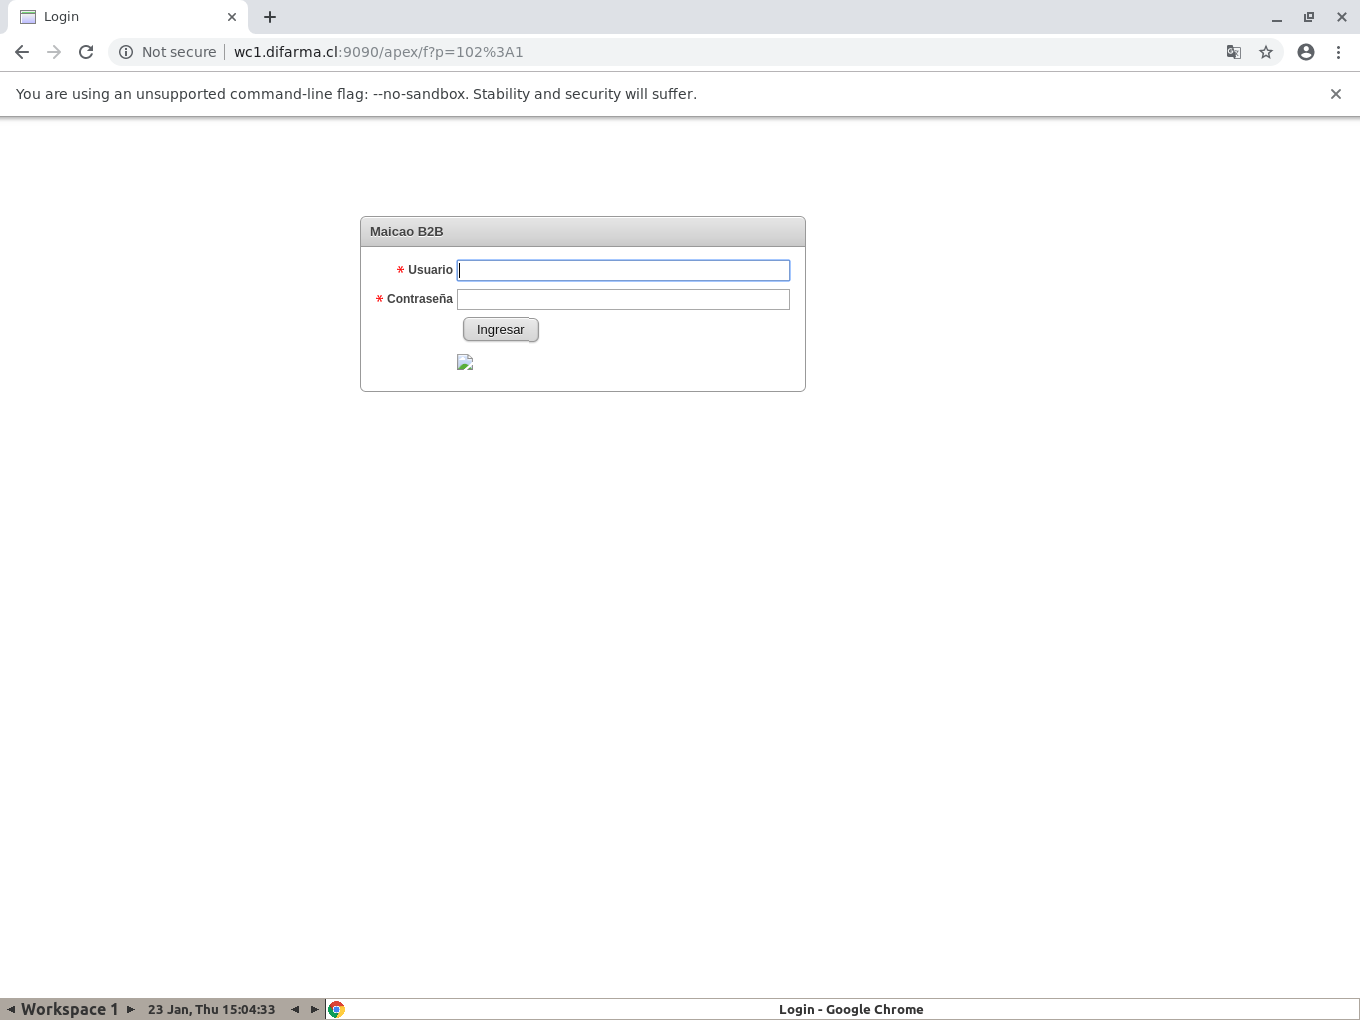 Login
Not secure
wc1.difarma.cl:9090/apex/f?p=102%3A1
You are using an unsupported command-line flag: --no-sandbox. Stability and security will suffer.
Maicao B2B
* Usuario
* Contraseña
Ingresar
Workspace 1
23 Jan, Thu 15:04:33
Login - Google Chrome